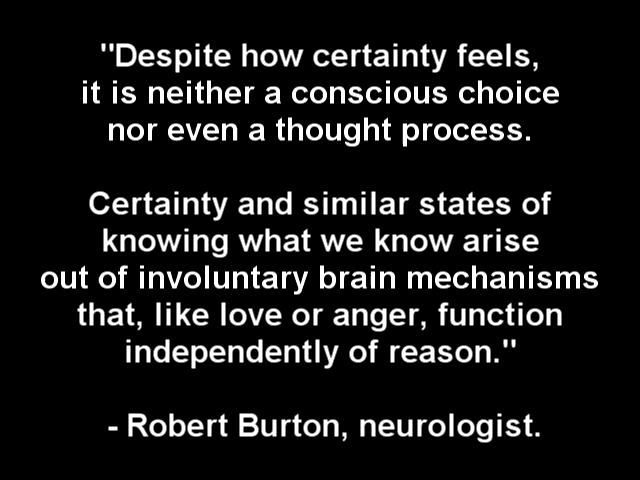 "Despite how certainty feels,
it is neither a conscious choice
nor even a thought process.
Certainty and similar states of
knowing what we know arise
out of involuntary brain mechanisms
that, like love or anger, function
independently of reason."
- Robert Burton, neurologist.